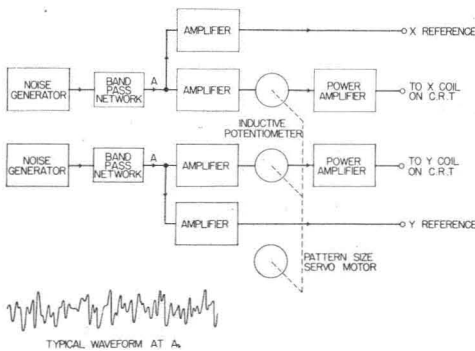 AMPLIFIER
X REFERENCE
NOISE
GENERATOR
BAND
PASS
NETWORK
A
AMPLIFIER
POWER
AMPLIFIER
TO X COIL
ON C.R.T
INDUCTIVE
POTENTIOMETER
NOISE
GENERATOR
BAND
PASS
NETWORK
A
AMPLIFIER
POWER
AMPLIFIER
TO Y COIL
ON C.R.T
AMPLIFIER
Y REFERENCE
PATTERN SIZE
SERVO MOTOR
TYPICAL WAVEFORM AT A.